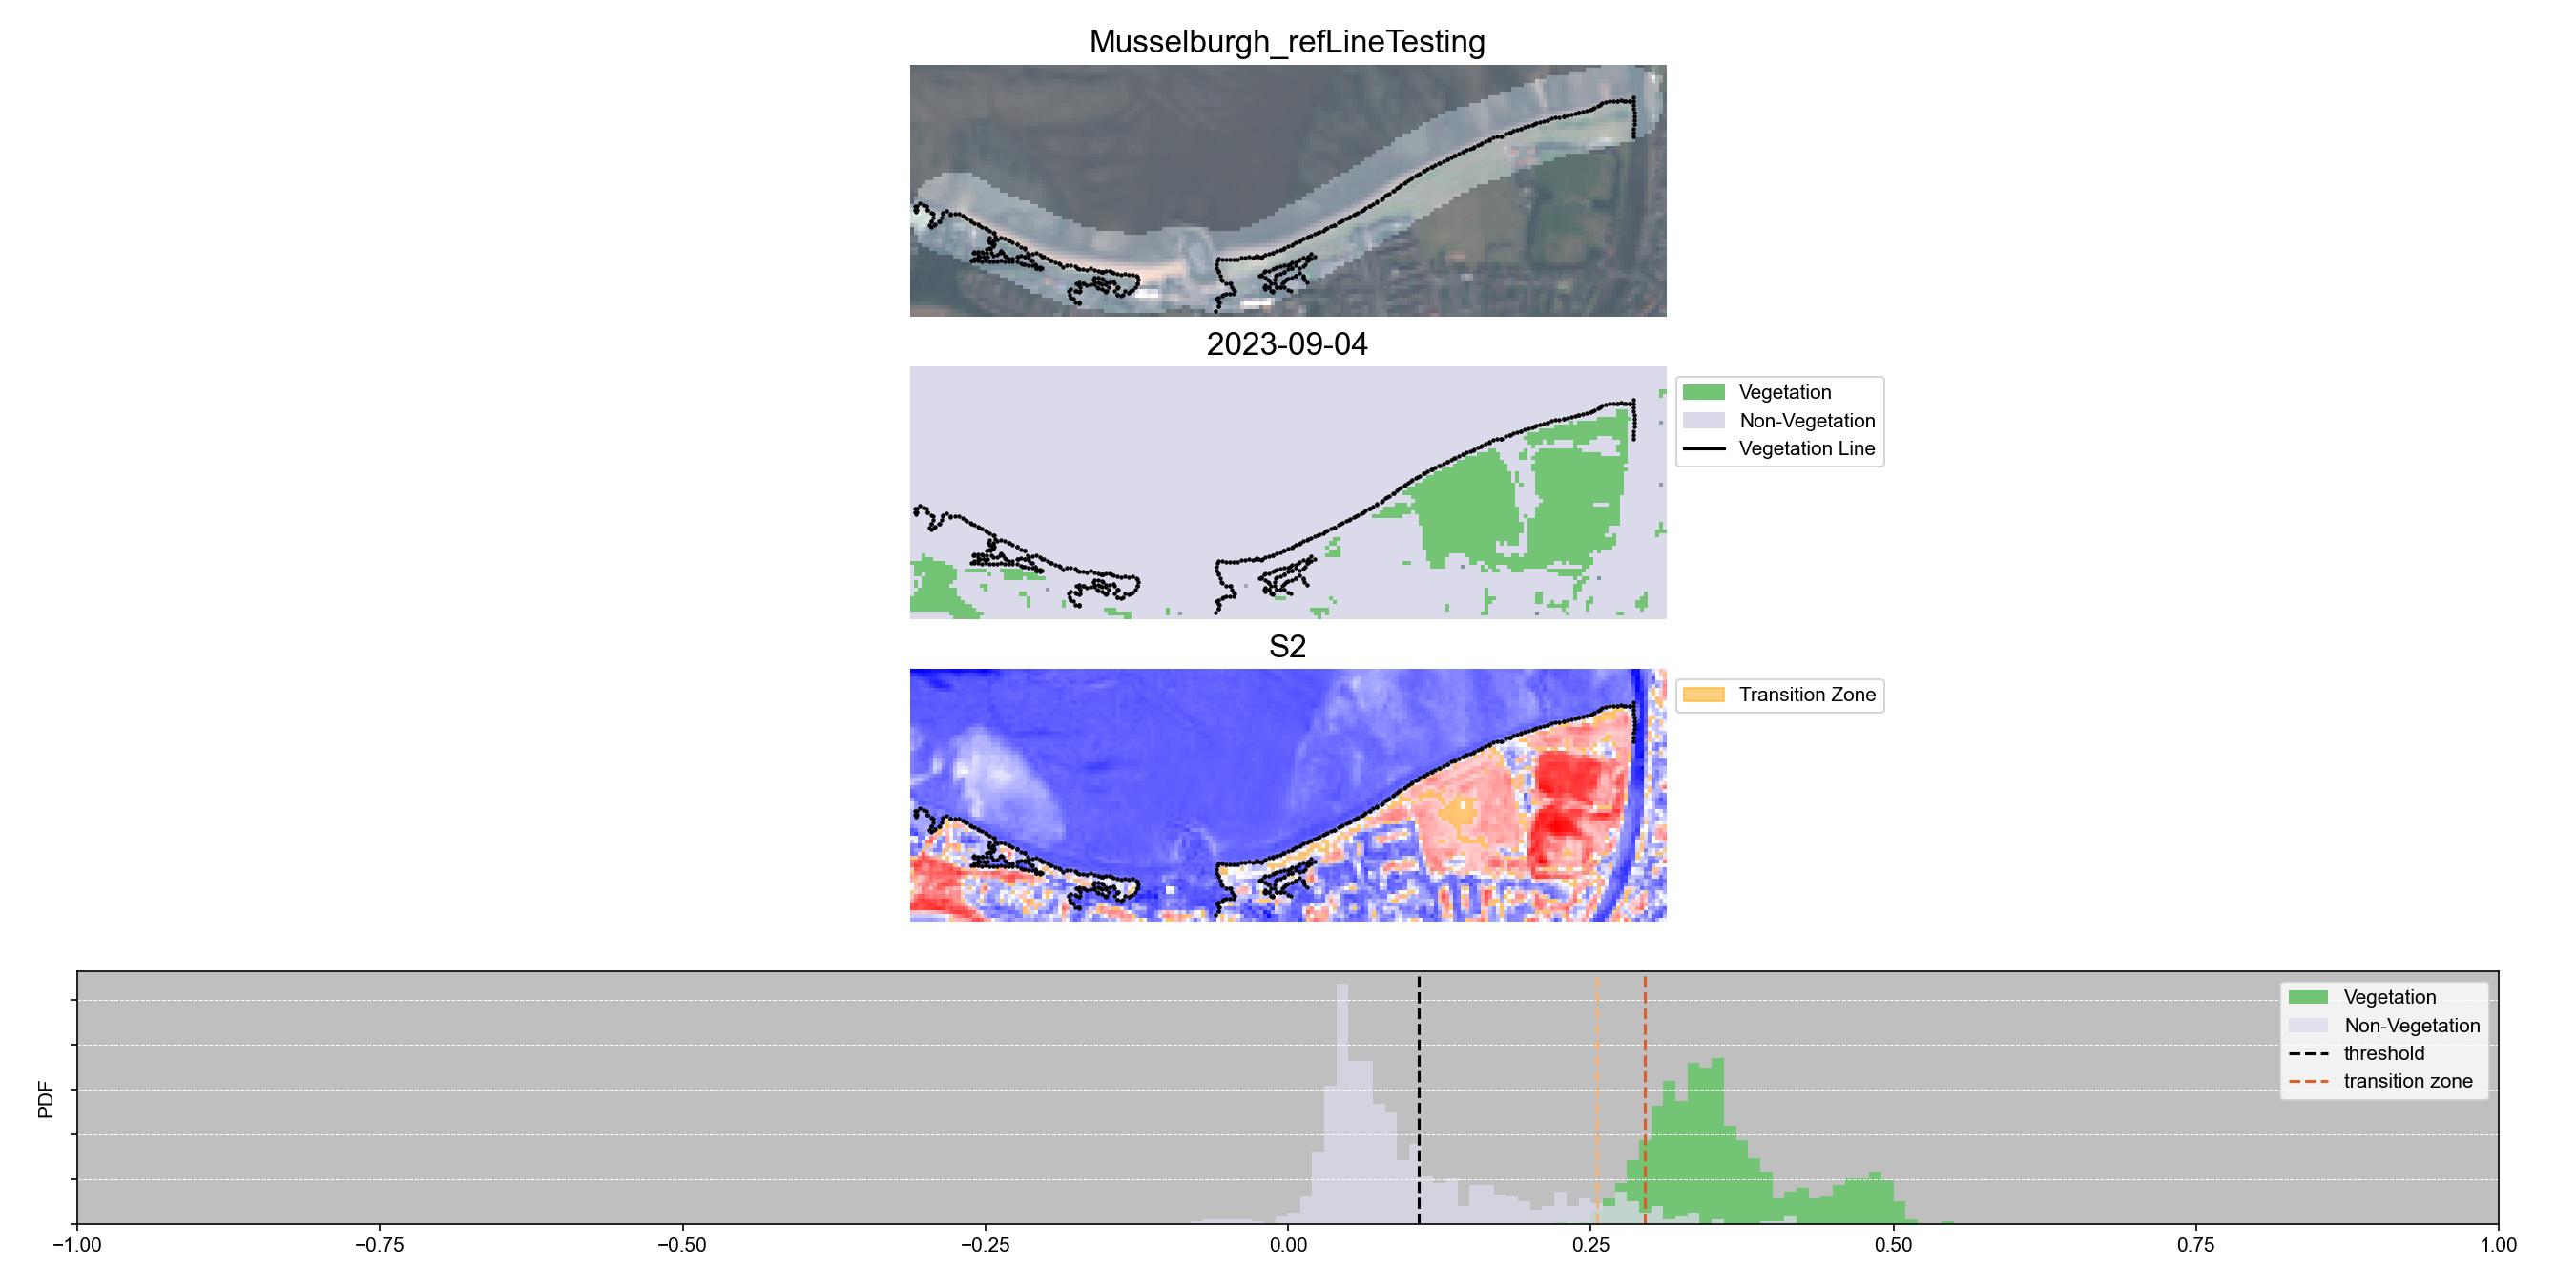 Musselburgh_refLineTesting
2023-09-04
Vegetation
Non-Vegetation
Vegetation Line
S2
Transition Zone
PDF
Vegetation
Non-Vegetation
threshold
transition zone
−1.00 −0.75 −0.50 −0.25 0.00 0.25 0.50 0.75 1.00